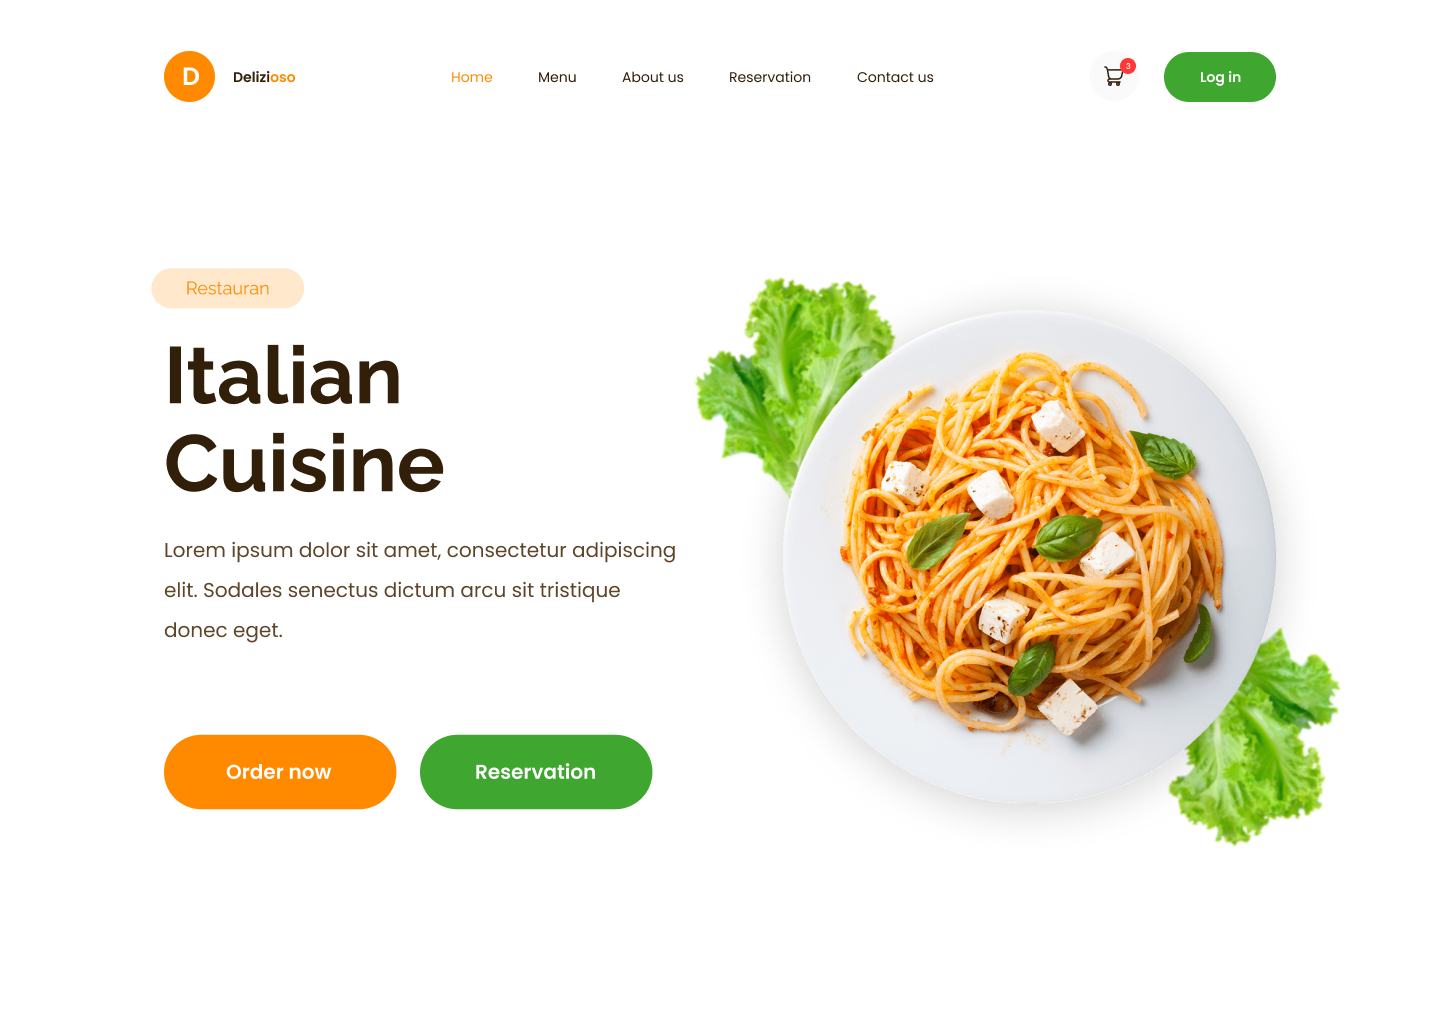 D Delizioso Home Menu About us Reservation Contact us 3 Log in
Restauran
Italian
Cuisine
Lorem ipsum dolor sit amet, consectetur adipiscing
elit. Sodales senectus dictum arcu sit tristique
donec eget.
Order now Reservation